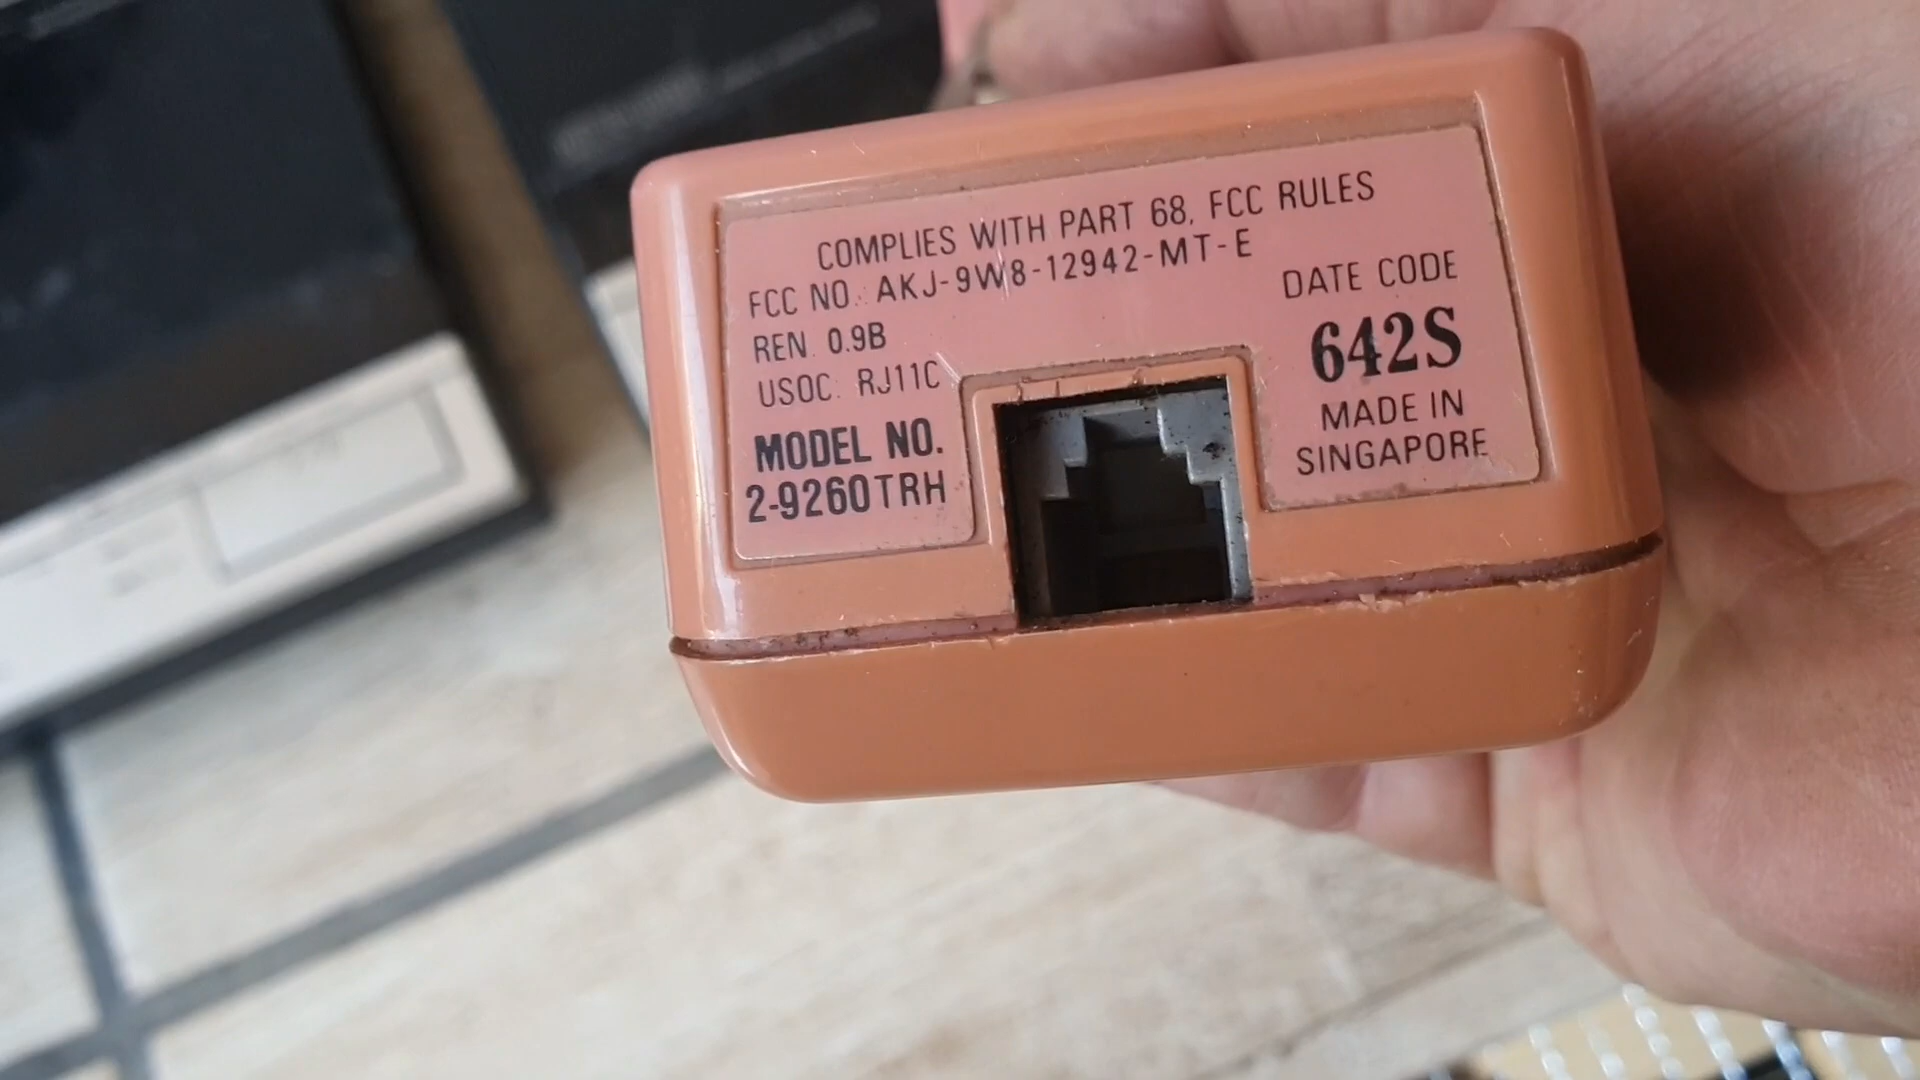 COMPLIES WITH PART 68, FCC RULES
FCC NO. AKJ-9W8-12942-MT-E
REN. 0.9B
USOC: RJ11C
MODEL NO.
2-9260TRH
DATE CODE
642S
MADE IN
SINGAPORE